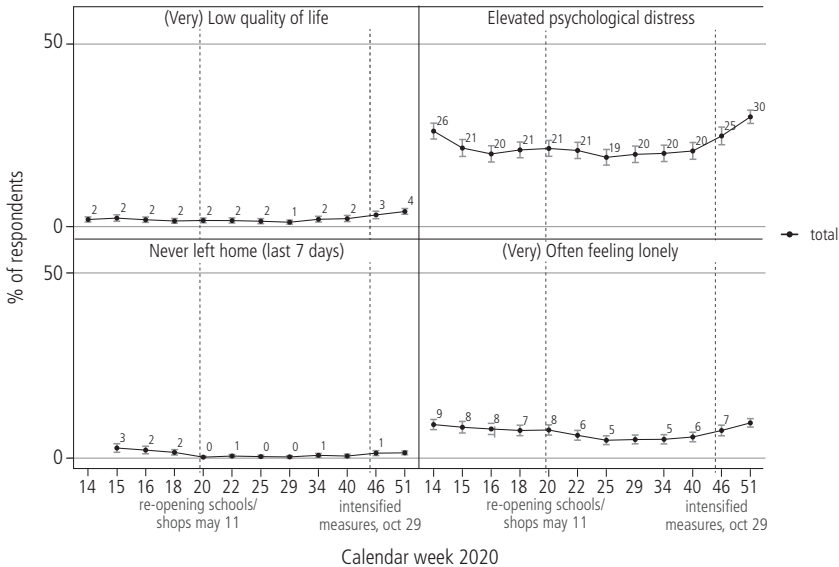 (Very) Low quality of life
Elevated psychological distress
50
2 2 2 2 2 2 2 1 2 2 3 4
26 21 20 21 21 21 19 20 20 20 25 30
0
Never left home (last 7 days)
(Very) Often feeling lonely
50
3 2 2 0 1 0 0 1 1
9 8 8 7 8 6 5 5 6 7
0
14 15 16 18 20 22 25 29 34 40 46 51
14 15 16 18 20 22 25 29 34 40 46 51
re-opening schools/
shops may 11
intensified
measures, oct 29
re-opening schools/
shops may 11
intensified
measures, oct 29
Calendar week 2020
% of respondents
total